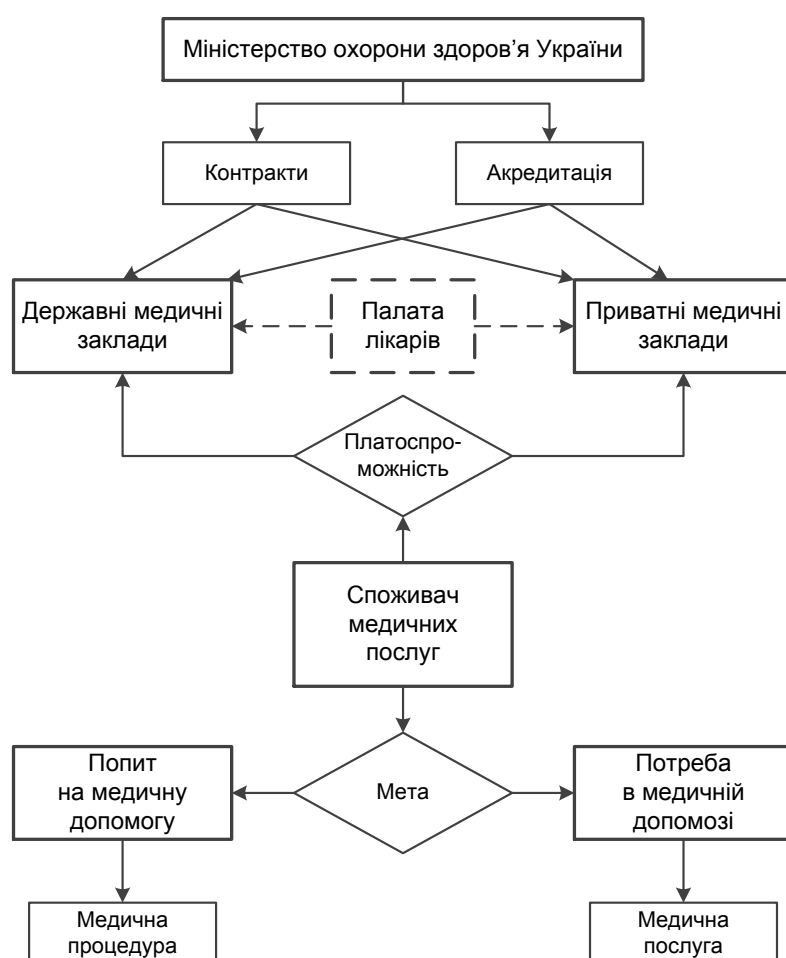 Міністерство охорони здоров’я України
Контракти
Акредитація
Державні медичні
заклади
Палата
лікарів
Приватні медичні
заклади
Платоспро-
можність
Споживач
медичних
послуг
Попит
на медичну
допомогу
Мета
Потреба
в медичній
допомозі
Медична
процедура
Медична
послуга